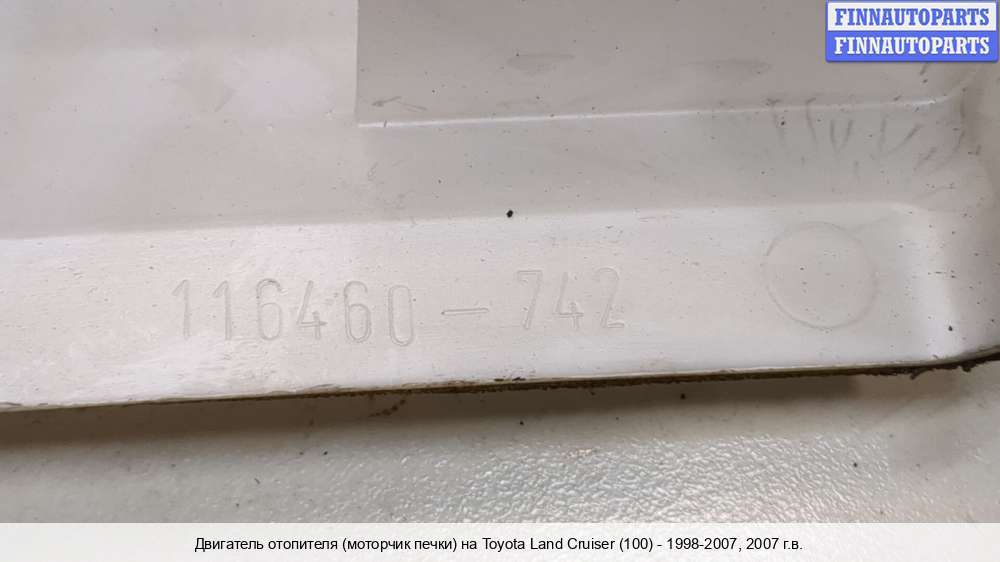 FINNAUTOPARTS
FINNAUTOPARTS
116460-742
Двигатель отопителя (моторчик печки) на Toyota Land Cruiser (100) - 1998-2007, 2007 г.в.